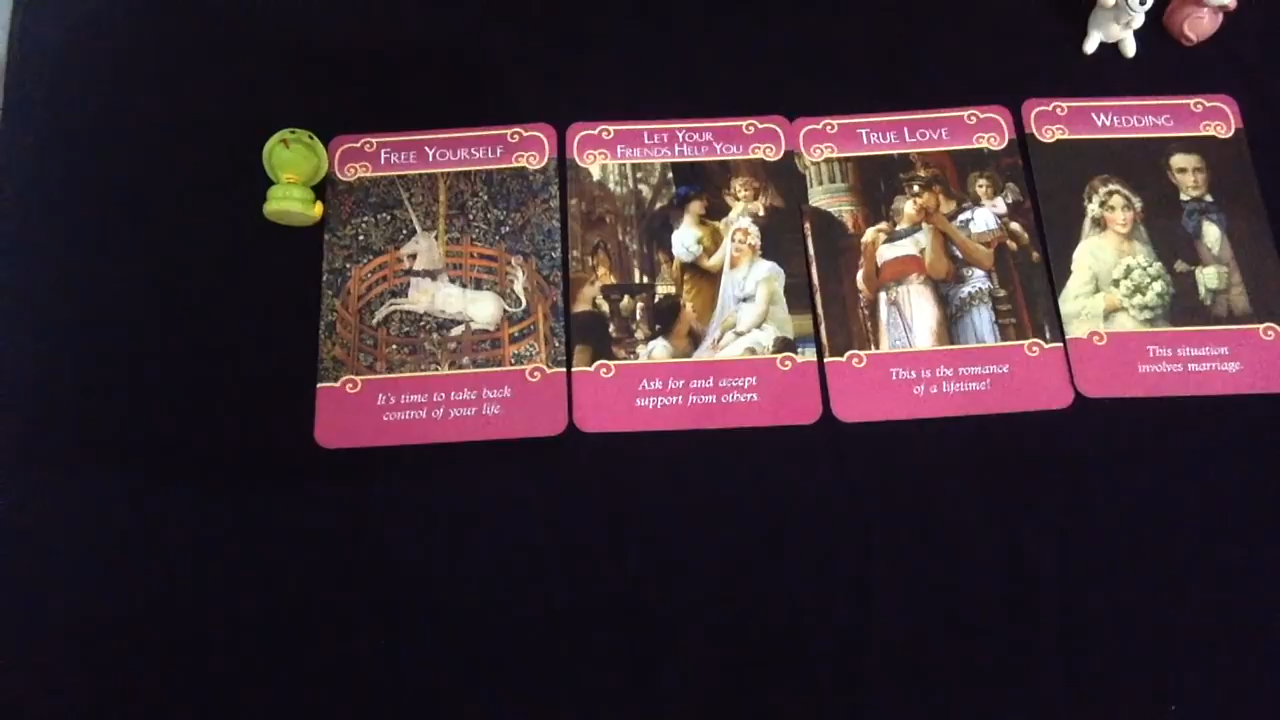 FREE YOURSELF
It's time to take back
control of your life
LET YOUR
FRIENDS HELP YOU
Ask for and accept
support from others
TRUE LOVE
This is the romance
of a lifetime!
WEDDING
This situation
involves marriage.